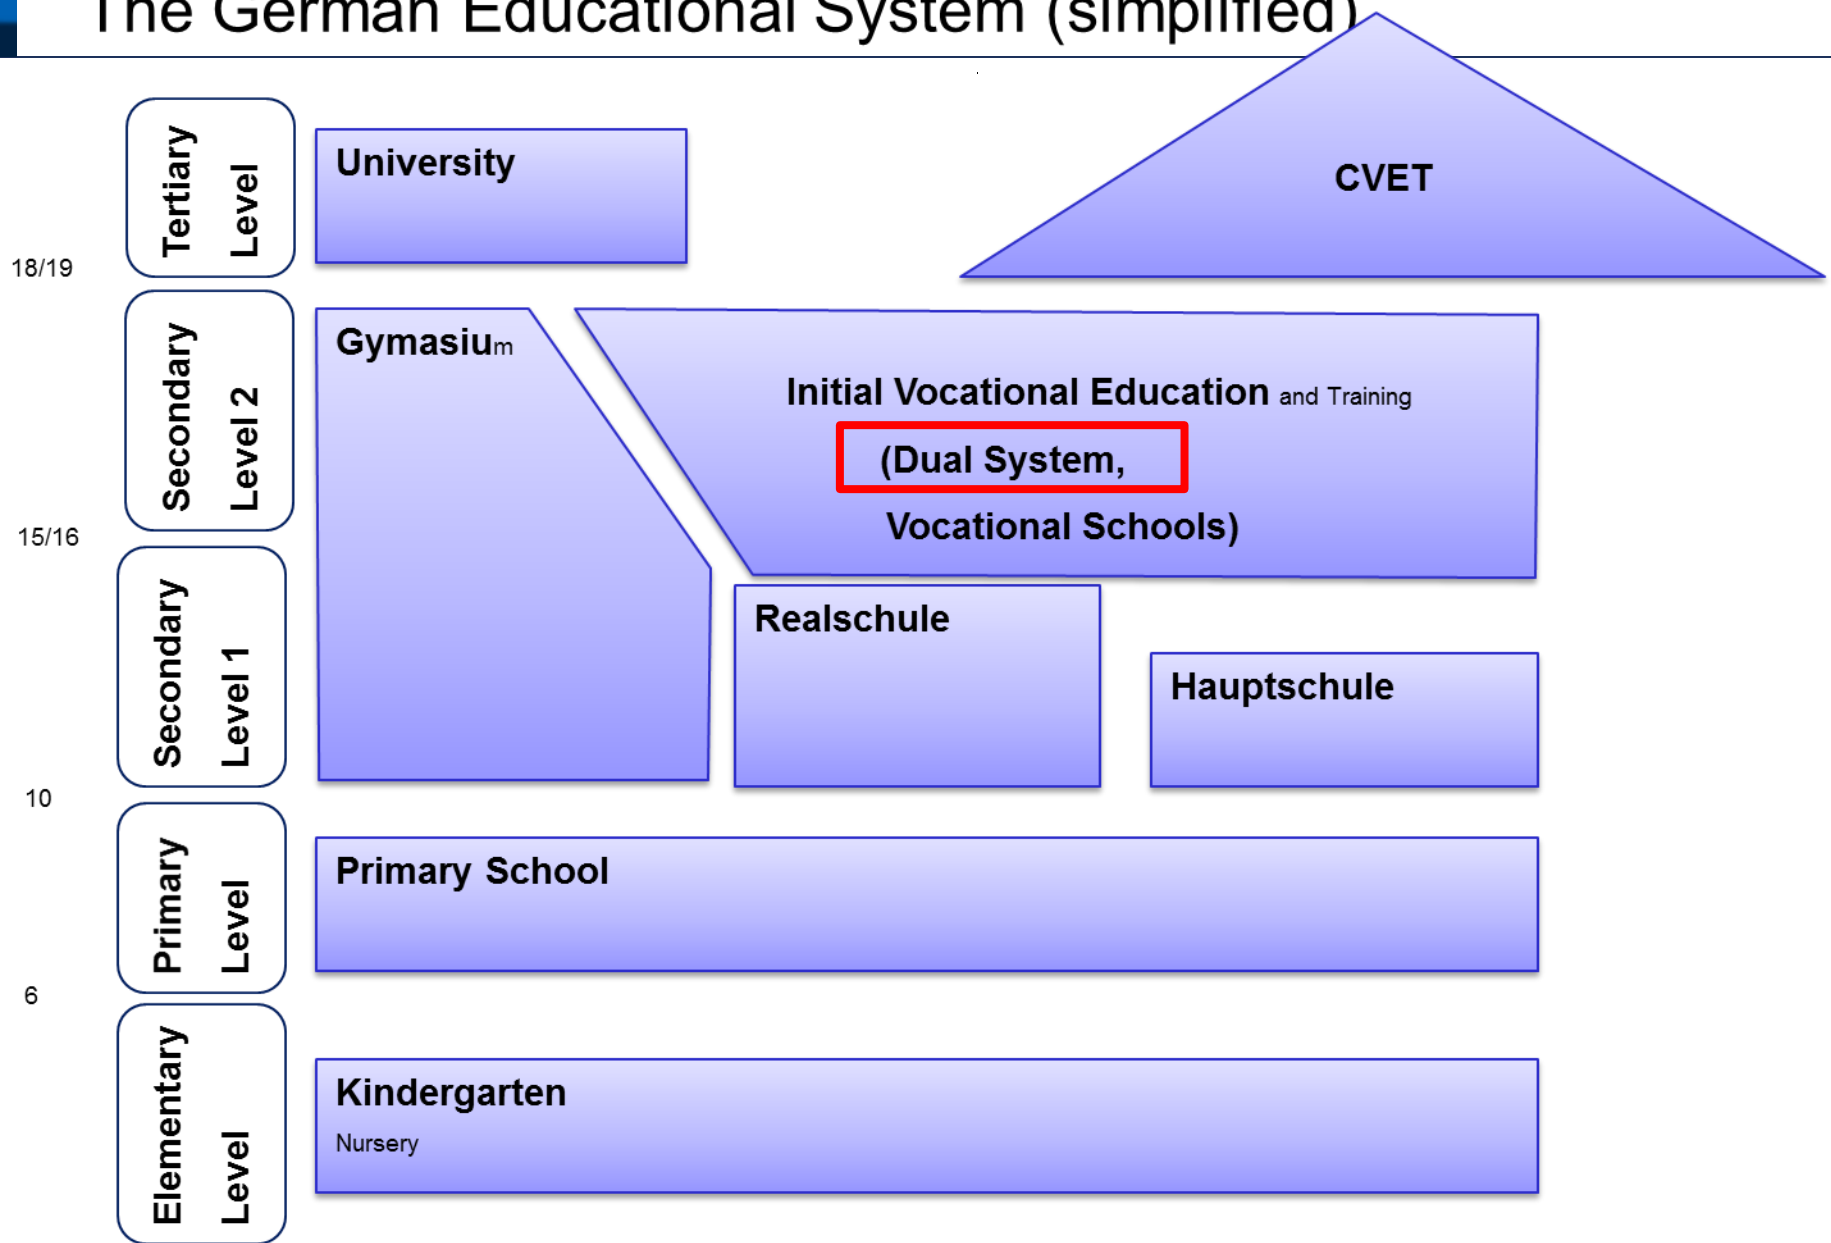 The German Educational System (simplified)
Tertiary
Level
University
CVET
18/19
Secondary
Level 2
Gymasium
Initial Vocational Education and Training
(Dual System,
Vocational Schools)
15/16
Secondary
Level 1
Realschule
Hauptschule
10
Primary
Level
Primary School
6
Elementary
Level
Kindergarten
Nursery